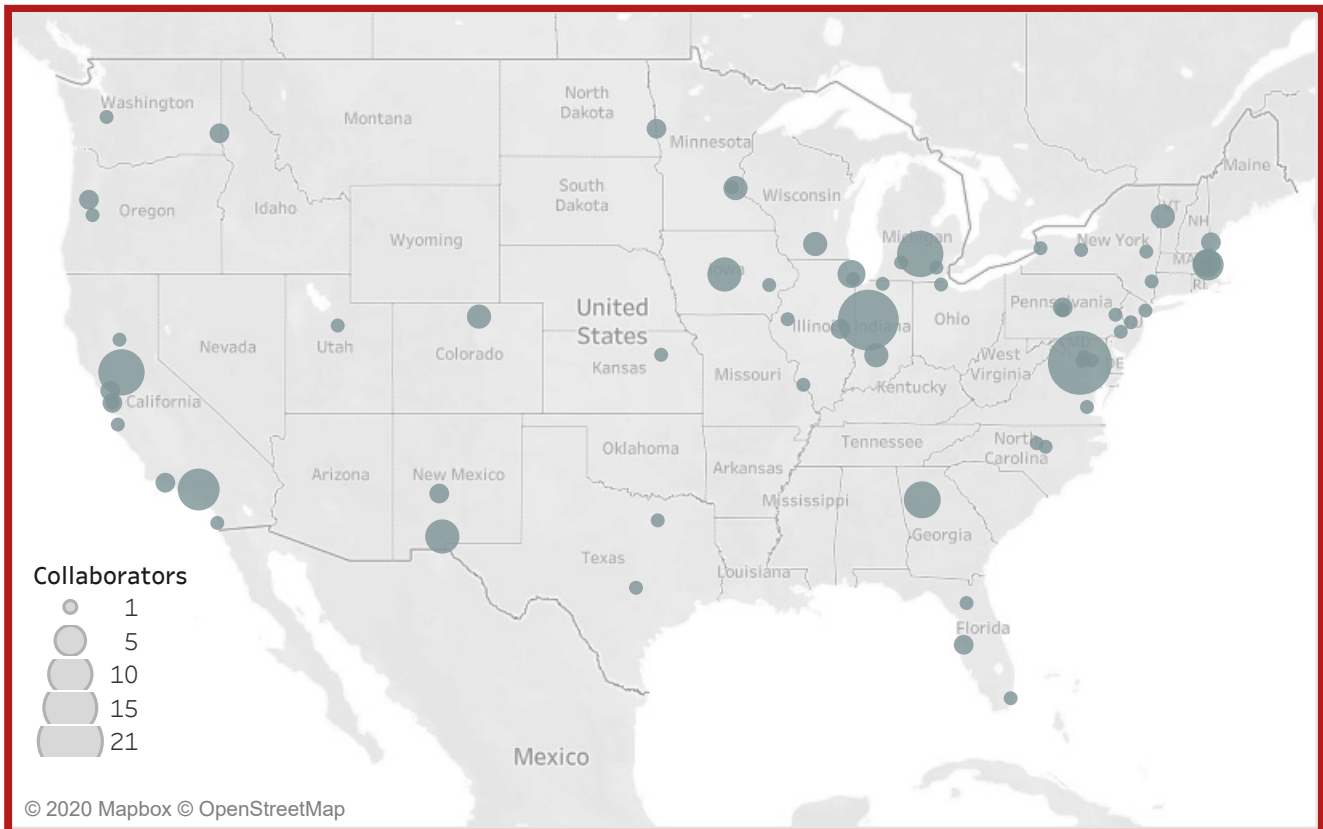 Washington
Montana
North
Dakota
Minnesota
Maine
South
Dakota
Wisconsin
Oregon
Idaho
VT
NH
Wyoming
Michigan
New York
MA
RI
Iowa
United
States
Pennsylvania
Nevada
Utah
Colorado
Illinois
Indiana
Ohio
MD
DE
Kansas
Missouri
West
Virginia
Kentucky
California
Oklahoma
Tennessee
North
Carolina
Arizona
New Mexico
Arkansas
Mississippi
Georgia
Texas
Louisiana
Florida
Collaborators
1
5
10
15
21
Mexico
© 2020 Mapbox © OpenStreetMap